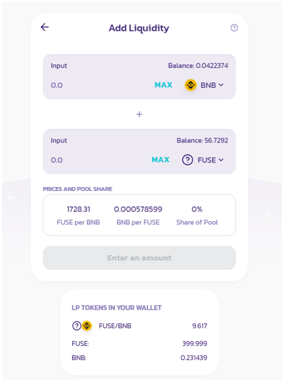 Add Liquidity
Input Balance: 0.0422374
0.0 MAX BNB
+
Input Balance: 56.7292
0.0 MAX FUSE
PRICES AND POOL SHARE
1728.31 0.000578599 0%
FUSE per BNB BNB per FUSE Share of Pool
Enter an amount
LP TOKENS IN YOUR WALLET
FUSE/BNB 9.617
FUSE: 399.999
BNB: 0.231439